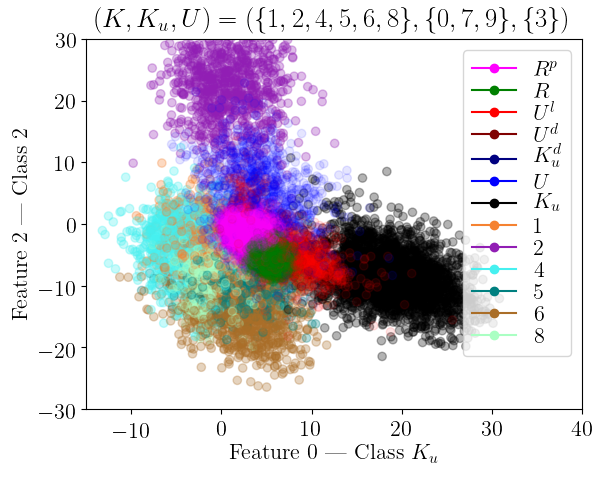 (K, K_u, U) = ({1, 2, 4, 5, 6, 8}, {0, 7, 9}, {3})
Feature 2 — Class 2
30
20
10
0
−10
−20
−30
−10
0
10
20
30
40
Feature 0 — Class K_u
R^p
R
U^l
U^d
K_u^d
U
K_u
1
2
4
5
6
8